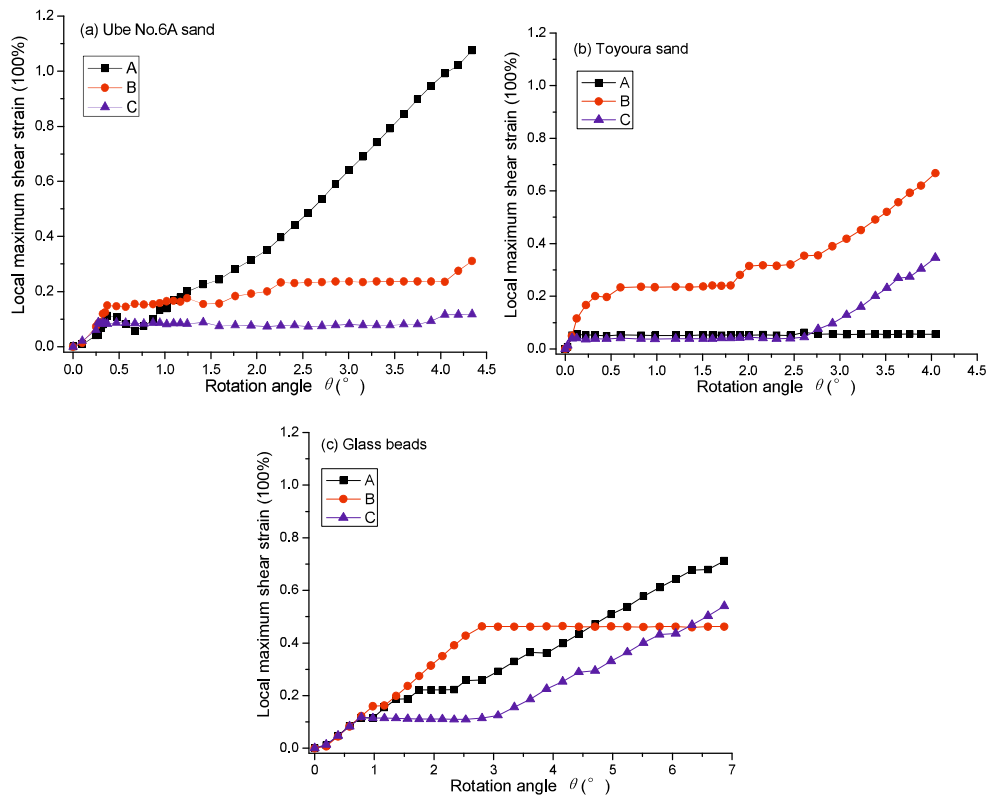 (a) Ube No.6A sand
A
B
C
Local maximum shear strain (100%)
1.2
1.0
0.8
0.6
0.4
0.2
0.0
0.0 0.5 1.0 1.5 2.0 2.5 3.0 3.5 4.0 4.5
Rotation angle θ(°)
(b) Toyoura sand
A
B
C
Local maximum shear strain (100%)
1.2
1.0
0.8
0.6
0.4
0.2
0.0
0.0 0.5 1.0 1.5 2.0 2.5 3.0 3.5 4.0 4.5
Rotation angle θ(°)
(c) Glass beads
A
B
C
Local maximum shear strain (100%)
1.2
1.0
0.8
0.6
0.4
0.2
0.0
0 1 2 3 4 5 6 7
Rotation angle θ(°)